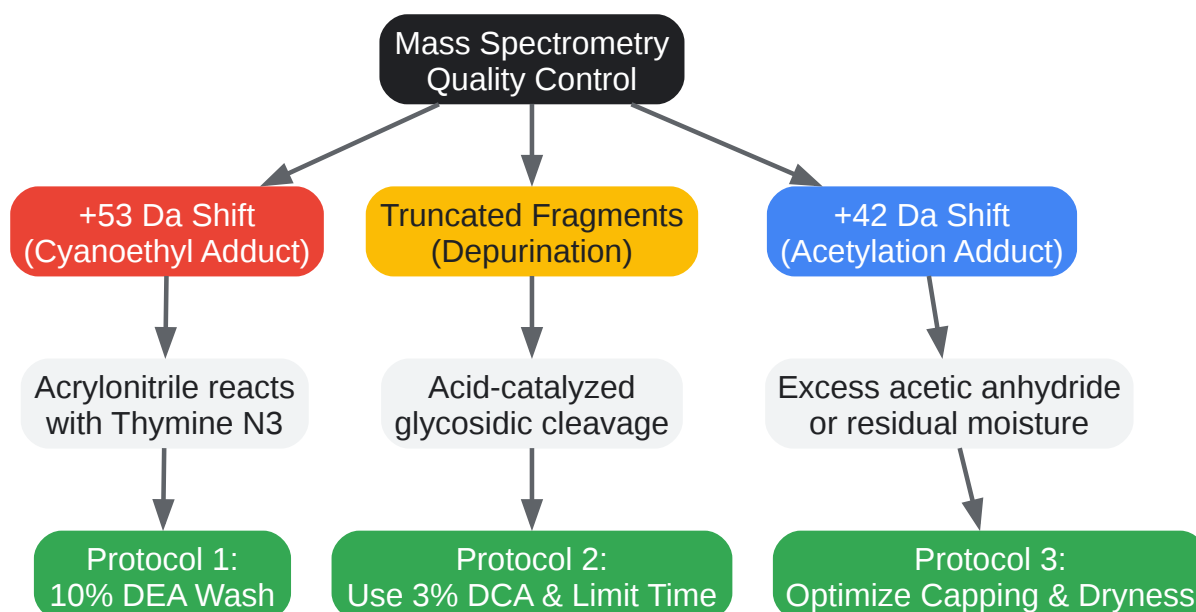 Mass Spectrometry
Quality Control
+53 Da Shift
(Cyanoethyl Adduct)
Truncated Fragments
(Depurination)
+42 Da Shift
(Acetylation Adduct)
Acrylonitrile reacts
with Thymine N3
Acid-catalyzed
glycosidic cleavage
Excess acetic anhydride
or residual moisture
Protocol 1:
10% DEA Wash
Protocol 2:
Use 3% DCA & Limit Time
Protocol 3:
Optimize Capping & Dryness